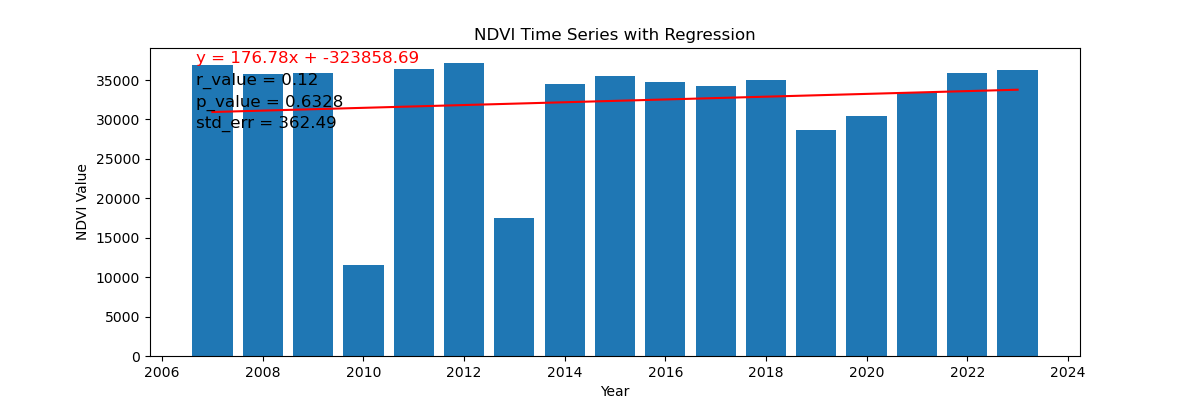 NDVI Time Series with Regression
y = 176.78x + -323858.69
r_value = 0.12
p_value = 0.6328
std_err = 362.49
NDVI Value
35000
30000
25000
20000
15000
10000
5000
0
2006 2008 2010 2012 2014 2016 2018 2020 2022 2024
Year